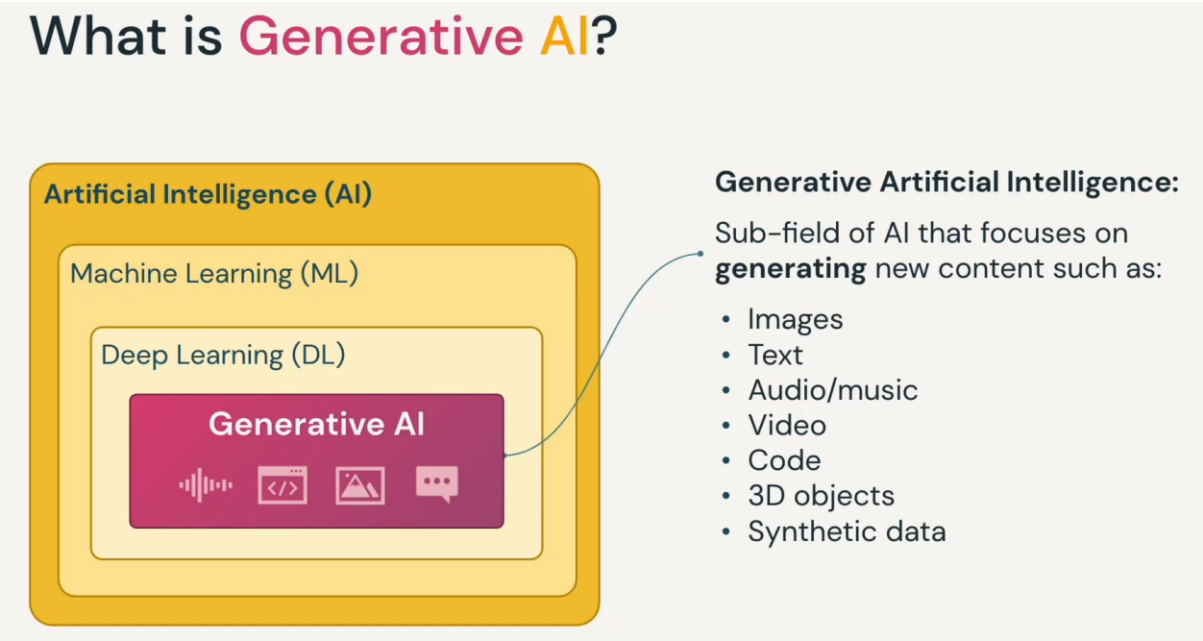 What is Generative AI?
Artificial Intelligence (AI)
Machine Learning (ML)
Deep Learning (DL)
Generative AI
</>
Generative Artificial Intelligence:
Sub-field of AI that focuses on
generating new content such as:
• Images
• Text
• Audio/music
• Video
• Code
• 3D objects
• Synthetic data